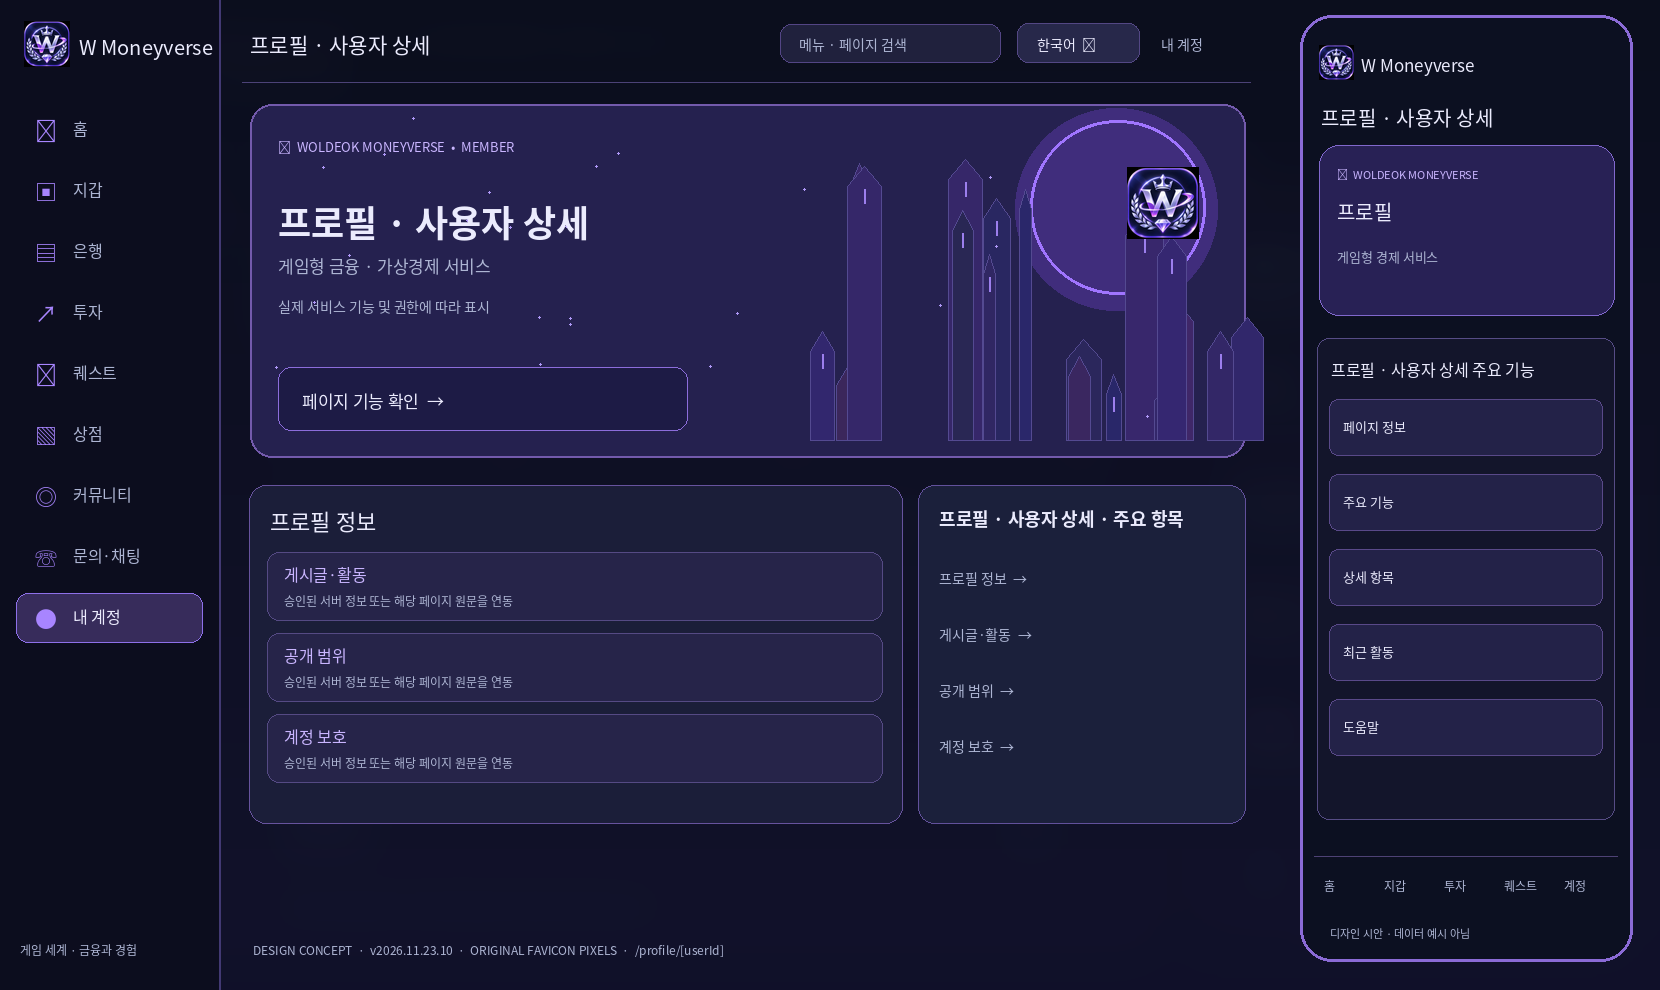 W Moneyverse
홈
지갑
은행
투자
퀘스트
상점
커뮤니티
문의·채팅
내 계정
게임 세계 · 금융과 경험
프로필 · 사용자 상세
메뉴 · 페이지 검색
한국어
내 계정
WOLDEOK MONEYVERSE • MEMBER
프로필 · 사용자 상세
게임형 금융 · 가상경제 서비스
실제 서비스 기능 및 권한에 따라 표시
페이지 기능 확인 →
프로필 정보
게시글·활동
승인된 서버 정보 또는 해당 페이지 원문을 연동
공개 범위
승인된 서버 정보 또는 해당 페이지 원문을 연동
계정 보호
승인된 서버 정보 또는 해당 페이지 원문을 연동
프로필 · 사용자 상세 · 주요 항목
프로필 정보 →
게시글·활동 →
공개 범위 →
계정 보호 →
DESIGN CONCEPT · v2026.11.23.10 · ORIGINAL FAVICON PIXELS · /profile/[userId]
W Moneyverse
프로필 · 사용자 상세
WOLDEOK MONEYVERSE
프로필
게임형 경제 서비스
프로필 · 사용자 상세 주요 기능
페이지 정보
주요 기능
상세 항목
최근 활동
도움말
홈 지갑 투자 퀘스트 계정
디자인 시안 · 데이터 예시 아님